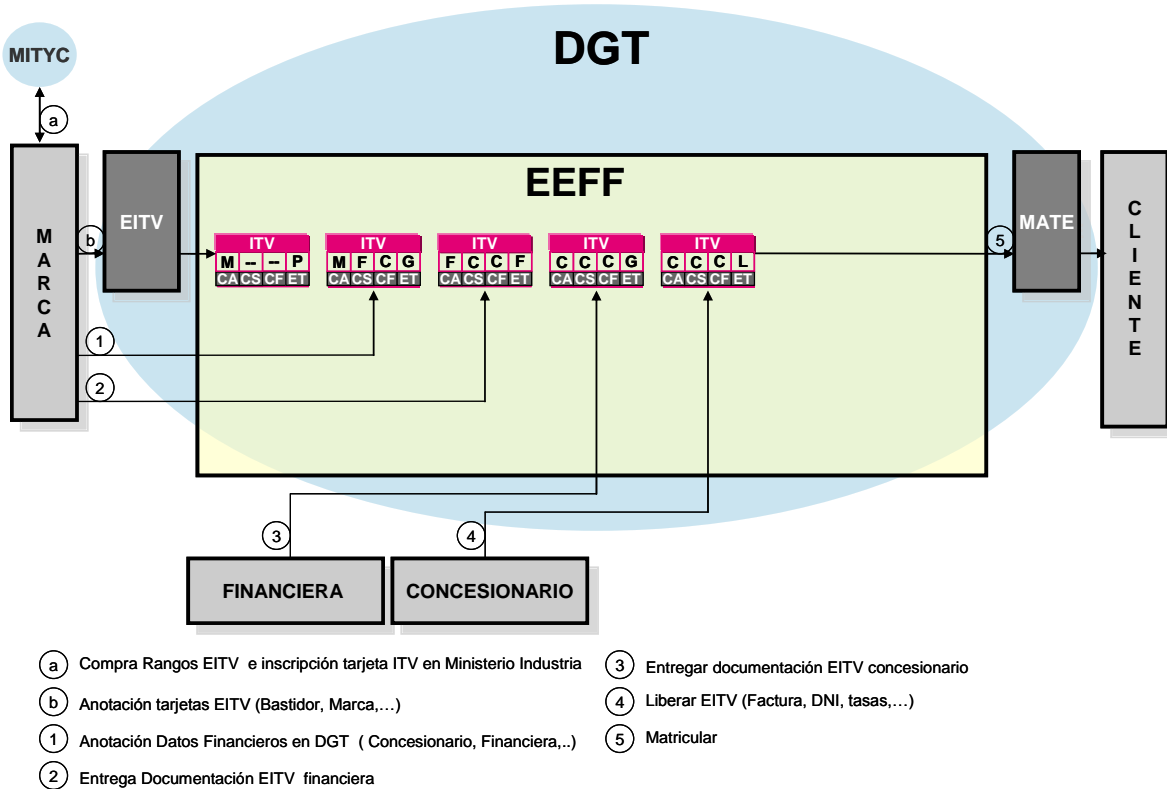 DGT
MITYC
a
MARCA
b
EITV
EEFF
MATE
CLIENTE
5
ITV
M -- -- P
CA CS CF ET
ITV
M F C G
CA CS CF ET
ITV
F C C F
CA CS CF ET
ITV
C C C G
CA CS CF ET
ITV
C C C L
CA CS CF ET
1
2
3
4
FINANCIERA
CONCESIONARIO
a Compra Rangos EITV e inscripción tarjeta ITV en Ministerio Industria
b Anotación tarjetas EITV (Bastidor, Marca,…)
1 Anotación Datos Financieros en DGT ( Concesionario, Financiera,..)
2 Entrega Documentación EITV financiera
3 Entregar documentación EITV concesionario
4 Liberar EITV (Factura, DNI, tasas,…)
5 Matricular